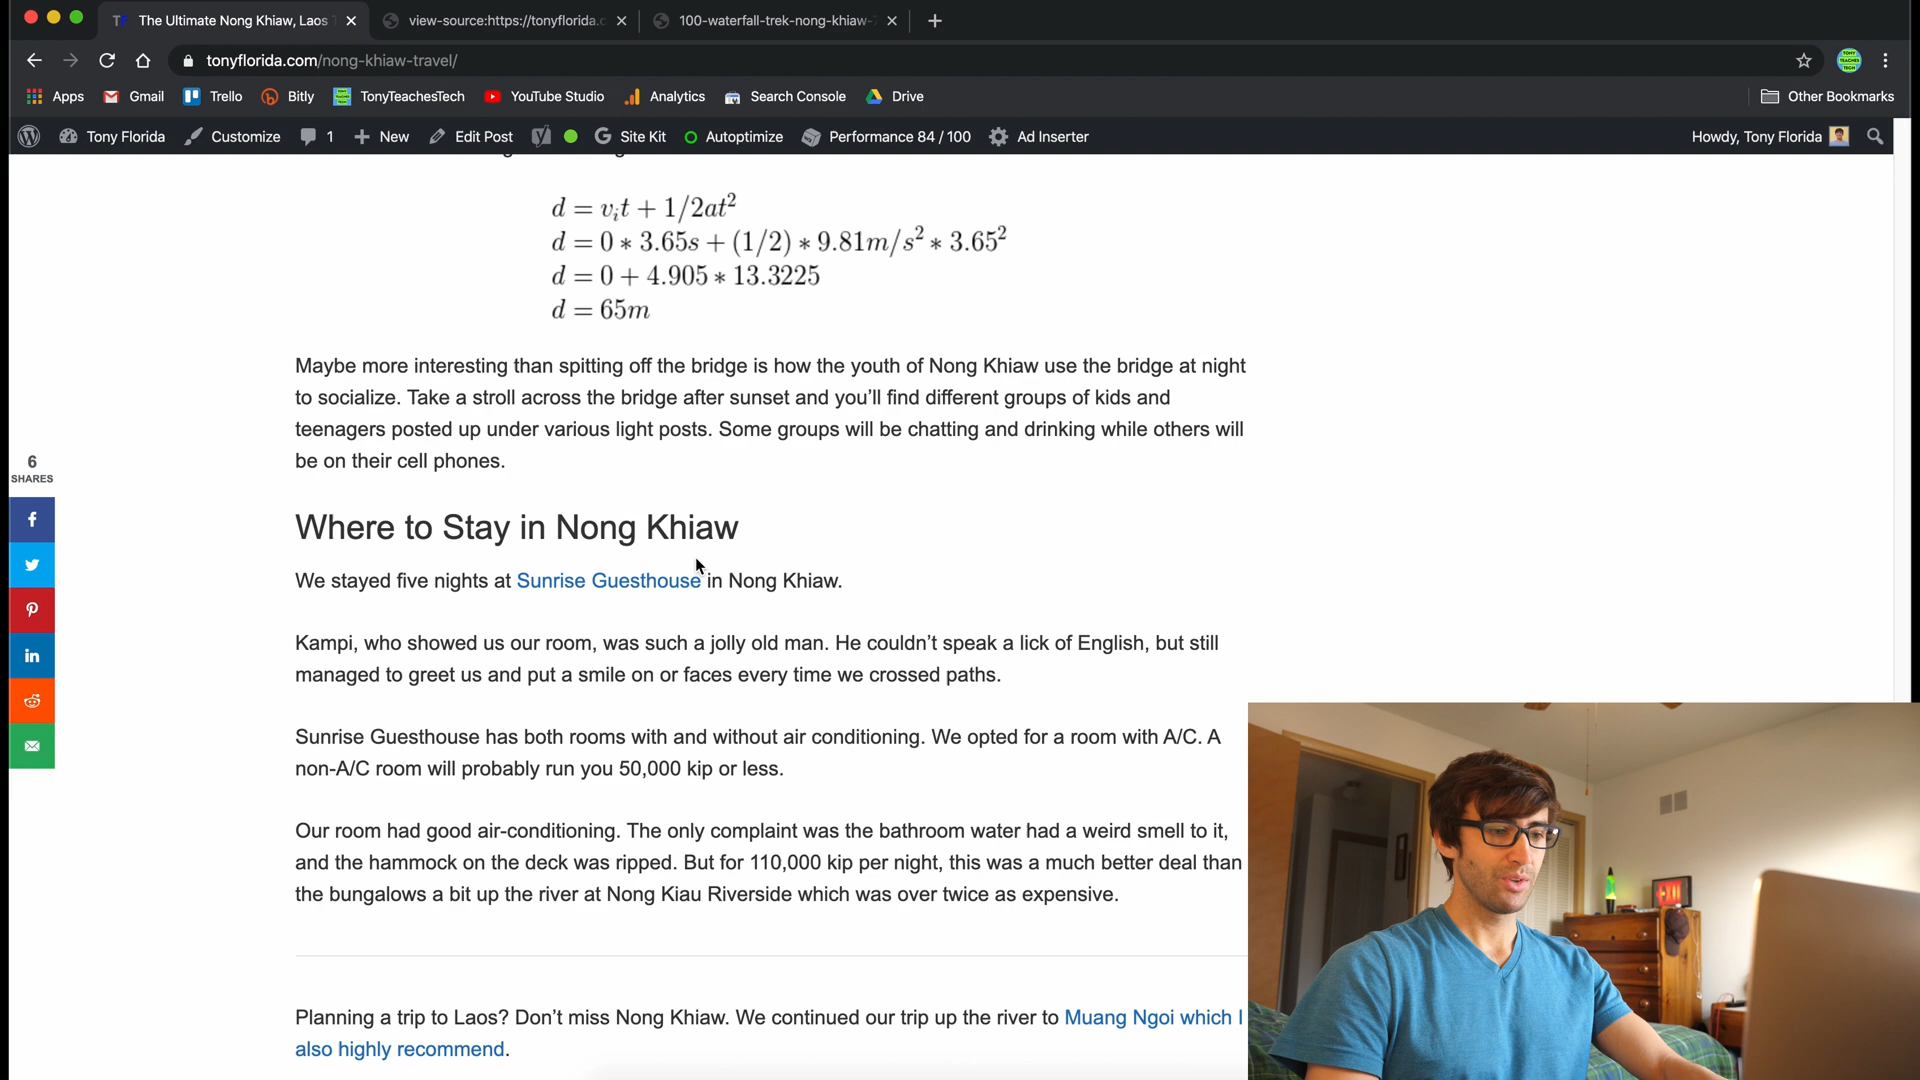 The Ultimate Nong Khiaw, Laos
view-source:https://tonyflorida.c
100-waterfall-trek-nong-khiaw-
tonyflorida.com/nong-khiaw-travel/
Apps
Gmail
Trello
Bitly
TonyTeachesTech
YouTube Studio
Analytics
Search Console
Drive
Other Bookmarks
Tony Florida
Customize
1
New
Edit Post
Site Kit
Autoptimize
Performance 84 / 100
Ad Inserter
Howdy, Tony Florida
d = vᵢt + 1/2at²
d = 0 * 3.65s + (1/2) * 9.81m/s² * 3.65²
d = 0 + 4.905 * 13.3225
d = 65m
Maybe more interesting than spitting off the bridge is how the youth of Nong Khiaw use the bridge at night
to socialize. Take a stroll across the bridge after sunset and you’ll find different groups of kids and
teenagers posted up under various light posts. Some groups will be chatting and drinking while others will
be on their cell phones.
6
SHARES
Where to Stay in Nong Khiaw
We stayed five nights at Sunrise Guesthouse in Nong Khiaw.
Kampi, who showed us our room, was such a jolly old man. He couldn’t speak a lick of English, but still
managed to greet us and put a smile on or faces every time we crossed paths.
Sunrise Guesthouse has both rooms with and without air conditioning. We opted for a room with A/C. A
non-A/C room will probably run you 50,000 kip or less.
Our room had good air-conditioning. The only complaint was the bathroom water had a weird smell to it,
and the hammock on the deck was ripped. But for 110,000 kip per night, this was a much better deal than
the bungalows a bit up the river at Nong Kiau Riverside which was over twice as expensive.
Planning a trip to Laos? Don’t miss Nong Khiaw. We continued our trip up the river to Muang Ngoi which I
also highly recommend.